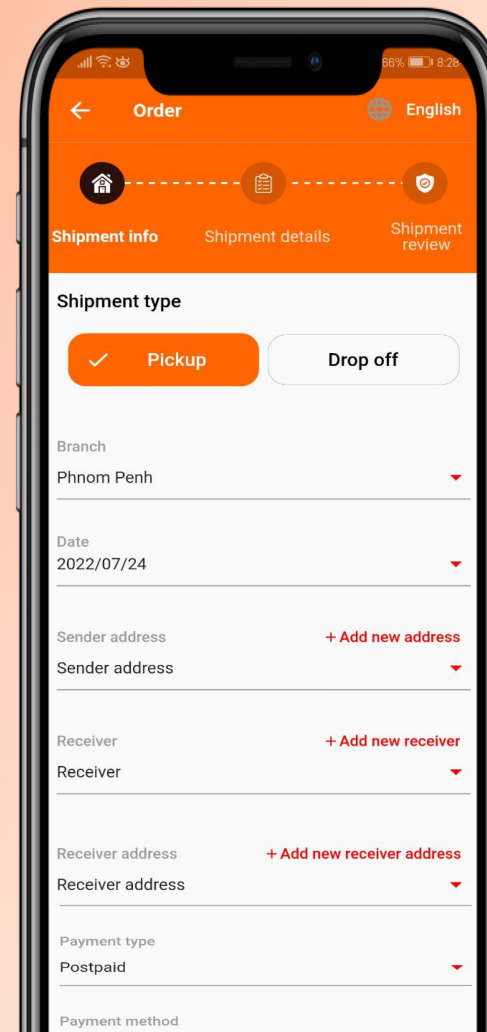 66% 8:28
Order
English
Shipment info
Shipment details
Shipment
review
Shipment type
Pickup
Drop off
Branch
Phnom Penh
Date
2022/07/24
Sender address
+ Add new address
Sender address
Receiver
+ Add new receiver
Receiver
Receiver address
+ Add new receiver address
Receiver address
Payment type
Postpaid
Payment method